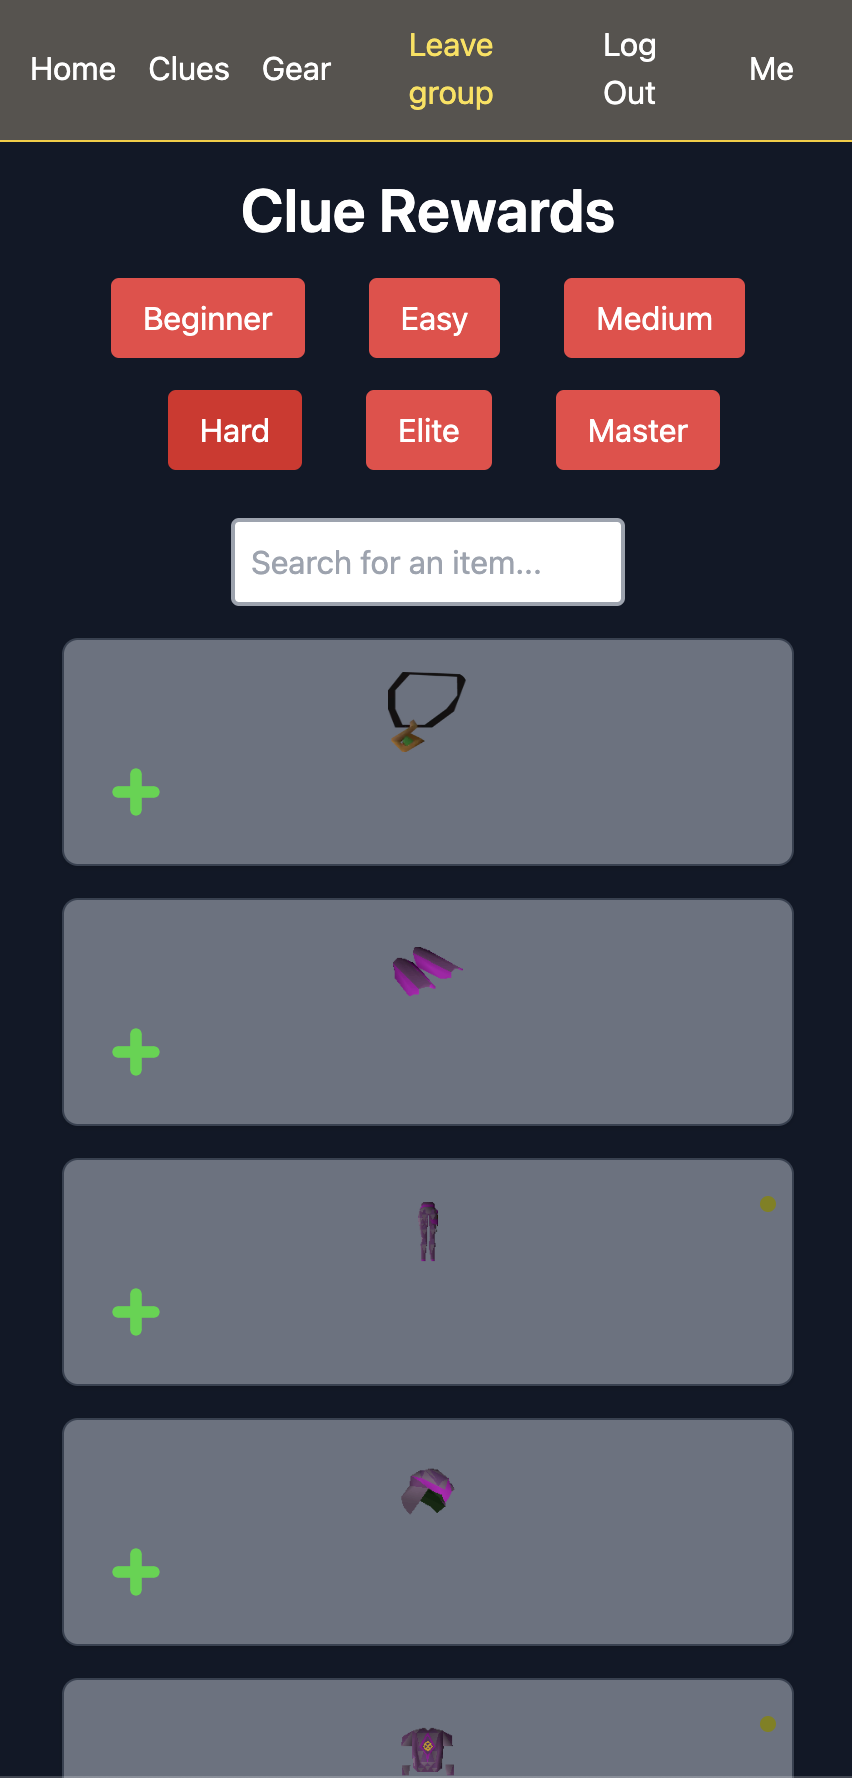 Home Clues Gear Leave group Log Out Me
Clue Rewards
Beginner Easy Medium
Hard Elite Master
Search for an item...